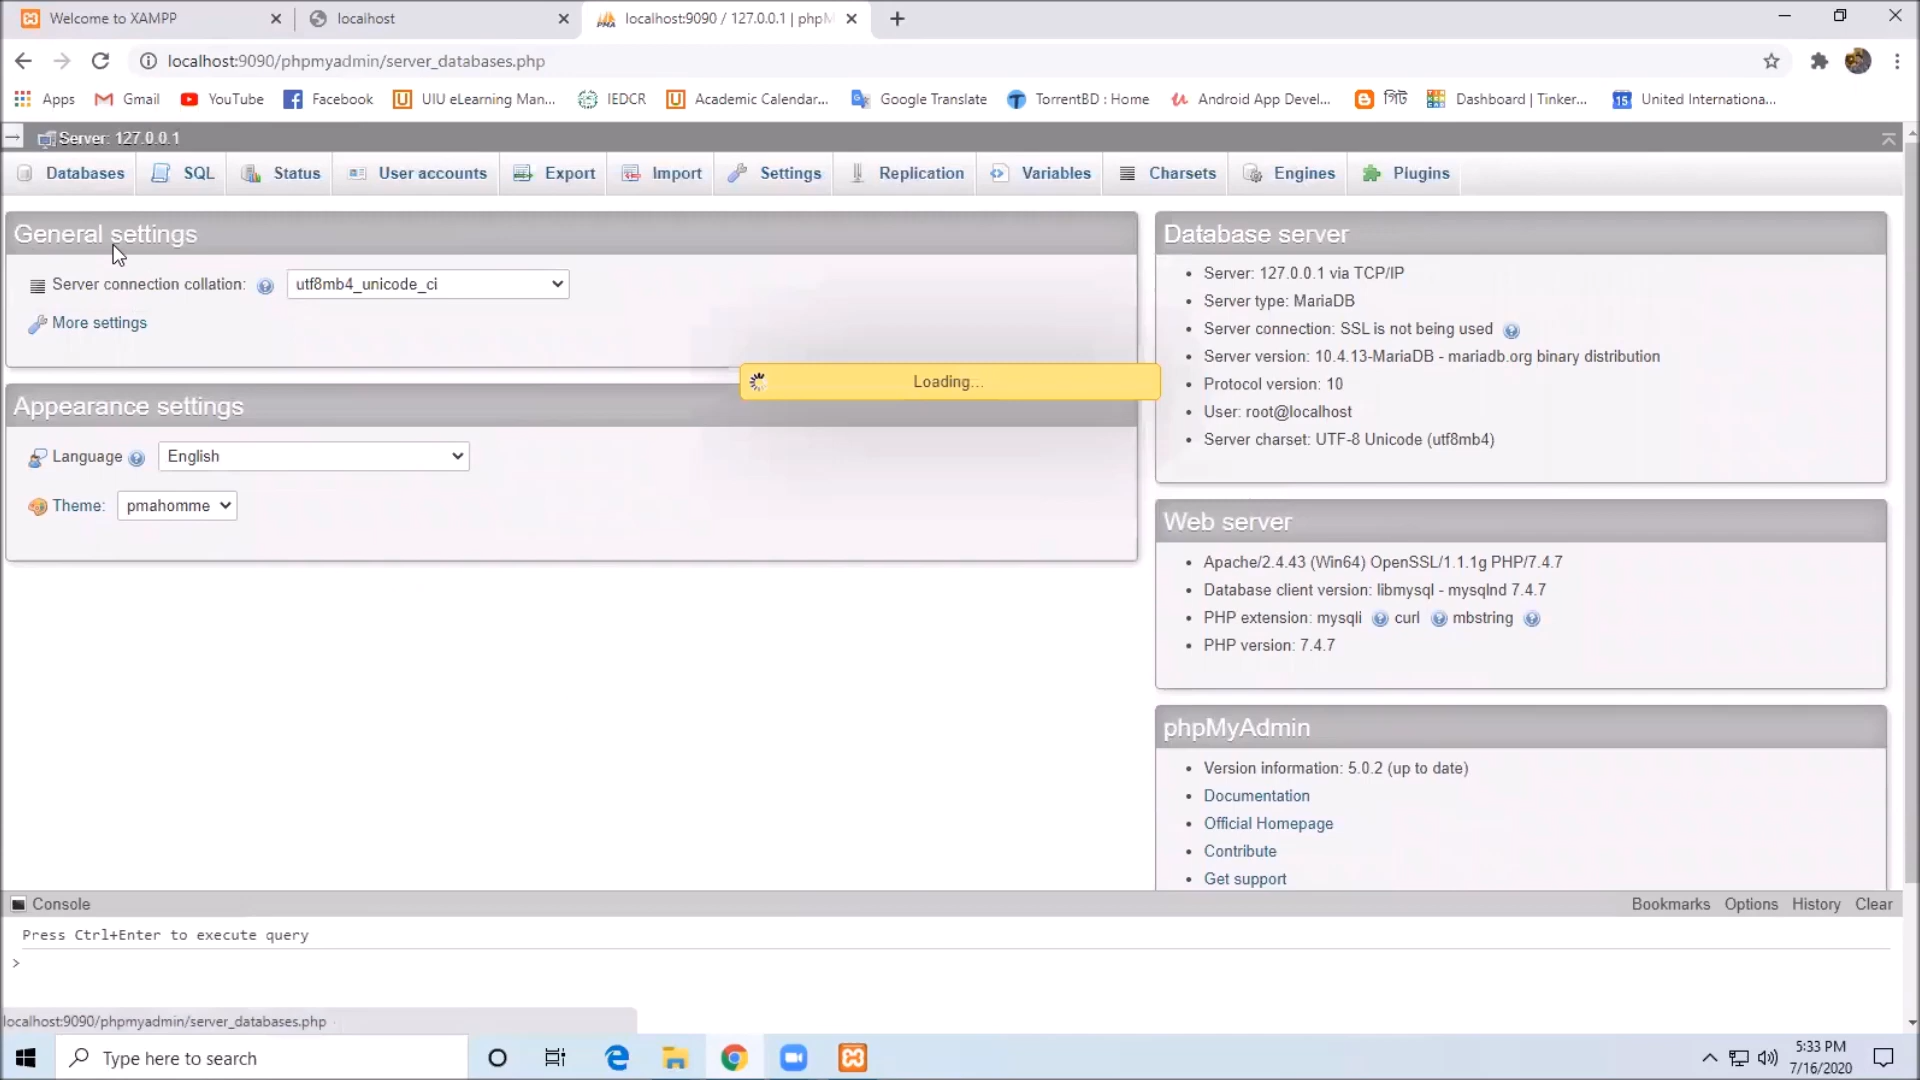 Welcome to XAMPP
localhost
localhost:9090 / 127.0.0.1 | phpM
localhost:9090/phpmyadmin/server_databases.php
Apps
Gmail
YouTube
Facebook
UIU eLearning Man...
IEDCR
Academic Calendar...
Google Translate
TorrentBD : Home
Android App Devel...
গিট
Dashboard | Tinker...
United Internationa...
Server: 127.0.0.1
Databases
SQL
Status
User accounts
Export
Import
Settings
Replication
Variables
Charsets
Engines
Plugins
General settings
Server connection collation:
utf8mb4_unicode_ci
More settings
Loading...
Appearance settings
Language
English
Theme:
pmahomme
Database server
Server: 127.0.0.1 via TCP/IP
Server type: MariaDB
Server connection: SSL is not being used
Server version: 10.4.13-MariaDB - mariadb.org binary distribution
Protocol version: 10
User: root@localhost
Server charset: UTF-8 Unicode (utf8mb4)
Web server
Apache/2.4.43 (Win64) OpenSSL/1.1.1g PHP/7.4.7
Database client version: libmysql - mysqlnd 7.4.7
PHP extension: mysqli curl mbstring
PHP version: 7.4.7
phpMyAdmin
Version information: 5.0.2 (up to date)
Documentation
Official Homepage
Contribute
Get support
Console
Bookmarks
Options
History
Clear
Press Ctrl+Enter to execute query
>
localhost:9090/phpmyadmin/server_databases.php
Type here to search
5:33 PM
7/16/2020